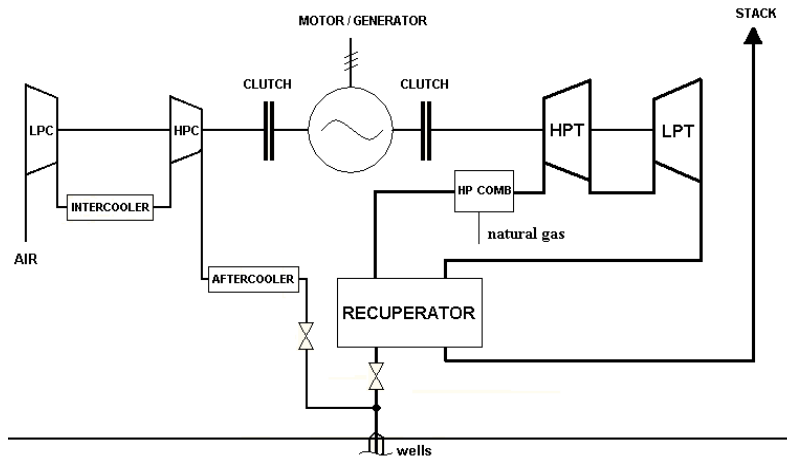 STACK
MOTOR / GENERATOR
CLUTCH
CLUTCH
LPC
HPC
HPT
LPT
INTERCOOLER
HP COMB
natural gas
AIR
AFTERCOOLER
RECUPERATOR
wells